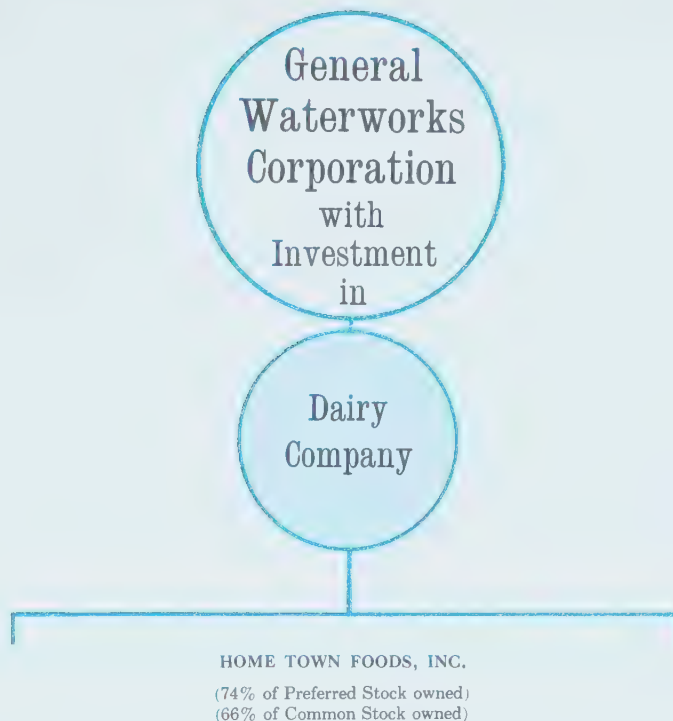 General
Waterworks
Corporation
with
Investment
in
Dairy
Company
HOME TOWN FOODS, INC.
(74% of Preferred Stock owned)
(66% of Common Stock owned)